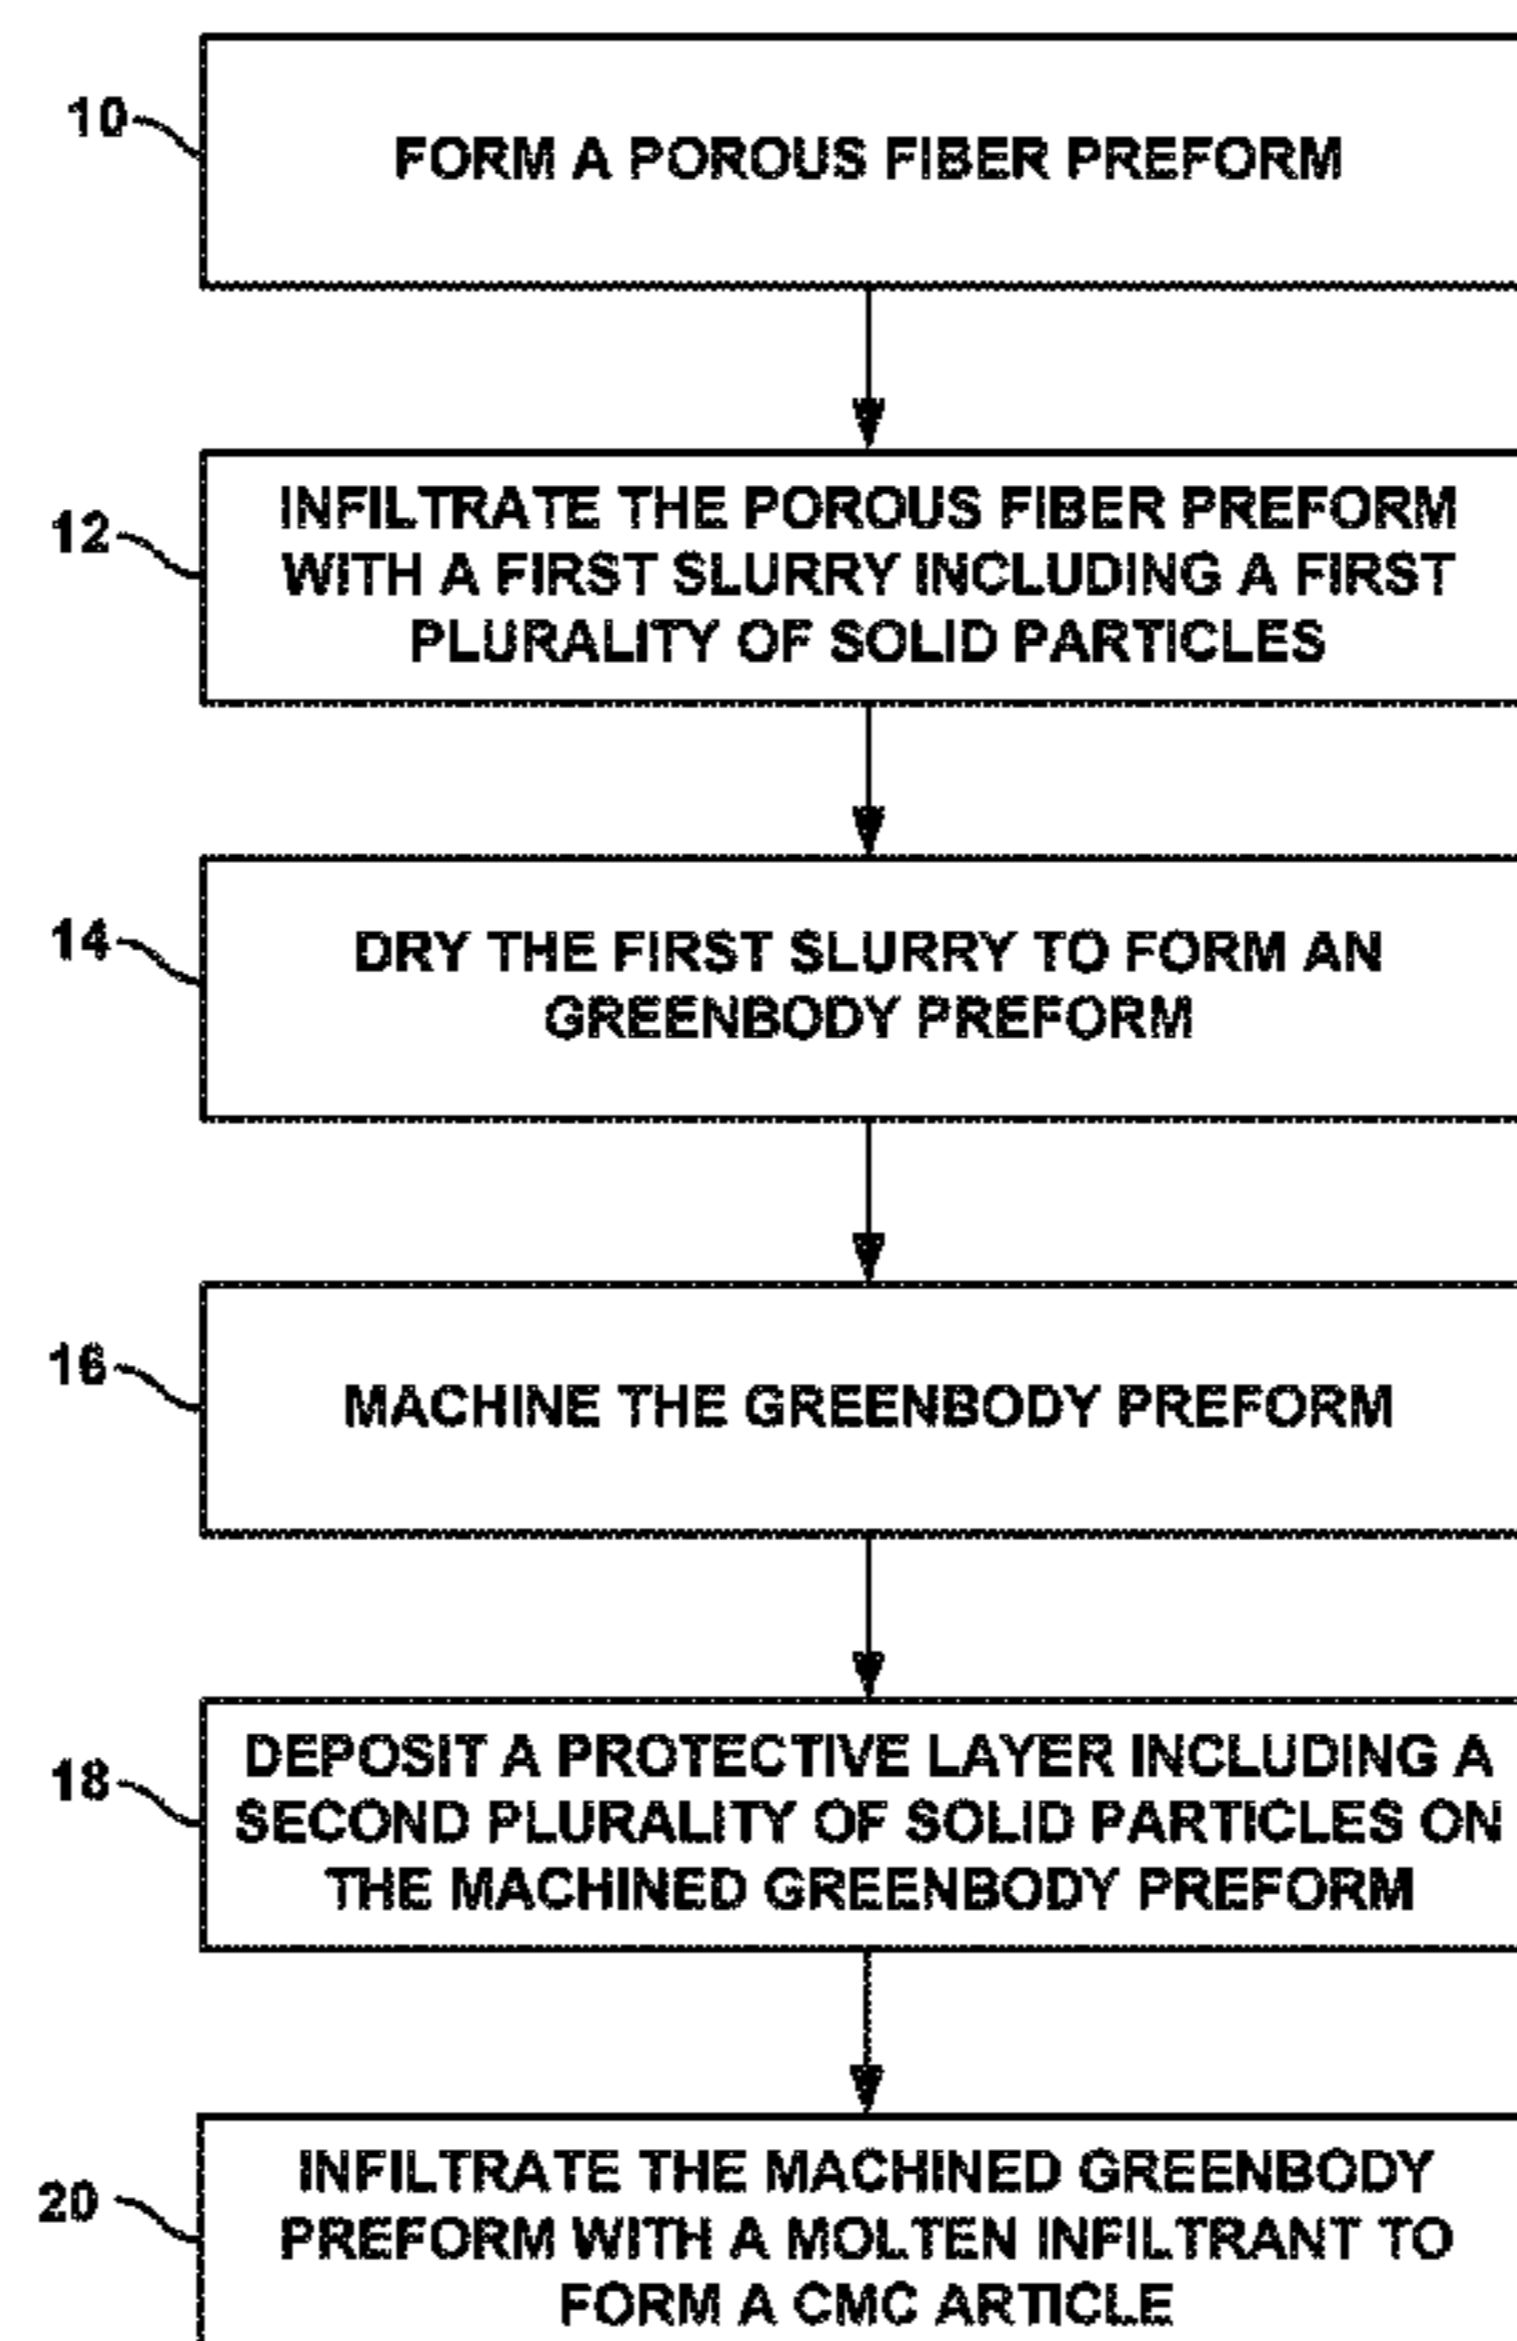 10
FORM A POROUS FIBER PREFORM
12
INFILTRATE THE POROUS FIBER PREFORM
WITH A FIRST SLURRY INCLUDING A FIRST
PLURALITY OF SOLID PARTICLES
14
DRY THE FIRST SLURRY TO FORM AN
GREENBODY PREFORM
16
MACHINE THE GREENBODY PREFORM
18
DEPOSIT A PROTECTIVE LAYER INCLUDING A
SECOND PLURALITY OF SOLID PARTICLES ON
THE MACHINED GREENBODY PREFORM
20
INFILTRATE THE MACHINED GREENBODY
PREFORM WITH A MOLTEN INFILTRANT TO
FORM A CMC ARTICLE